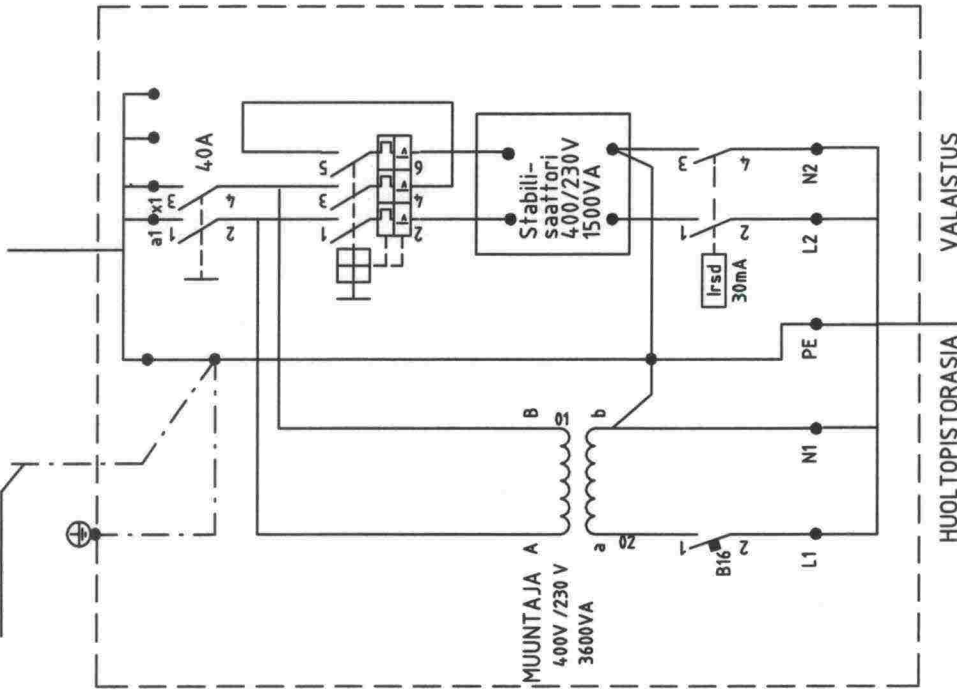 a1
x1
1
3
2
4
40A
1
3
5
2
4
6
Stabili-
saattori
400/230V
1500VA
Irsd
30mA
1
3
2
4
L2
N2
PE
VALAISTUS
A
B
01
a
b
02
MUUNTAJA
400V /230 V
3600VA
1
2
B16
L1
N1
HUOLTOPISTORASIA